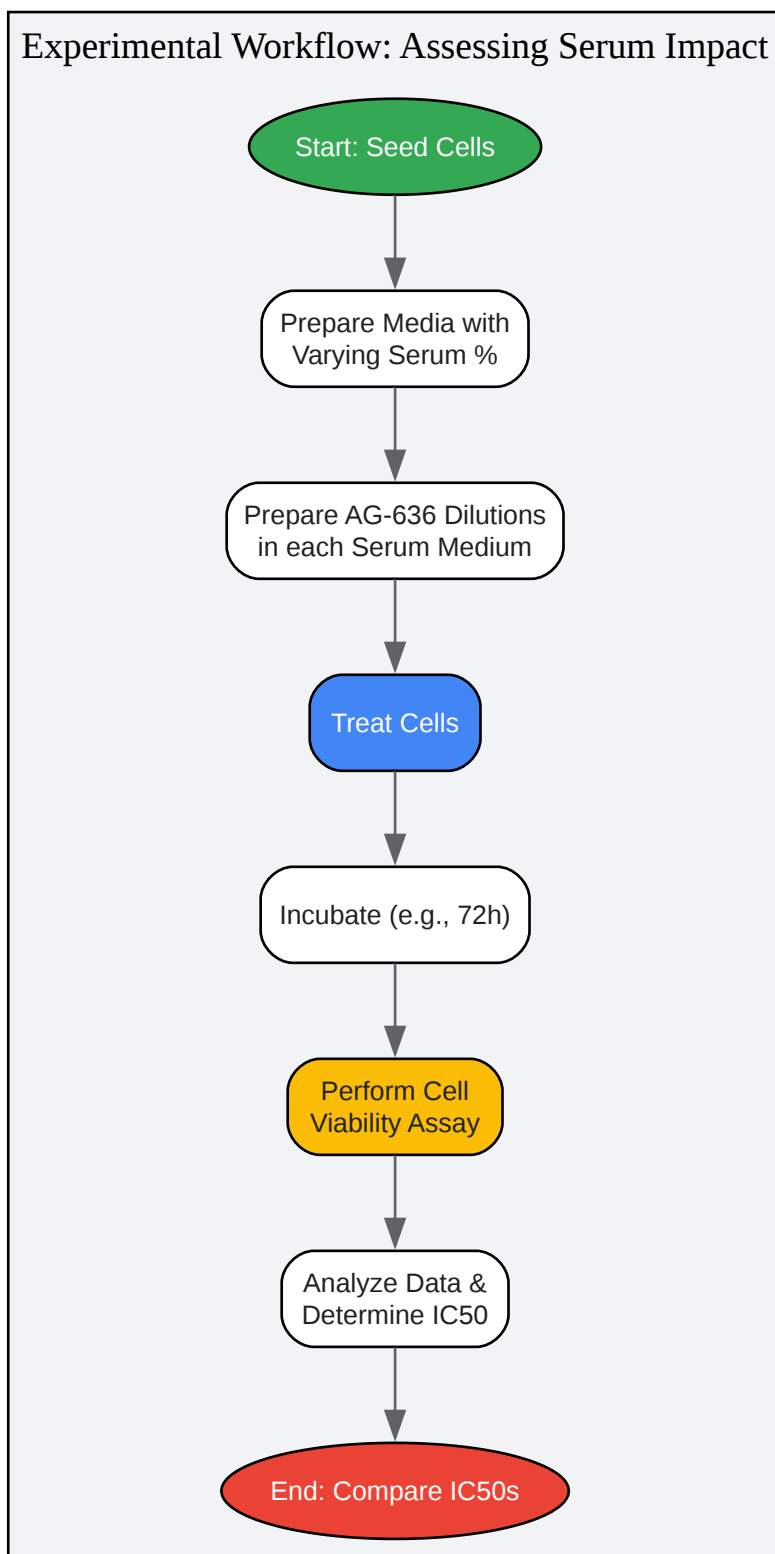 Experimental Workflow: Assessing Serum Impact
Start: Seed Cells
Prepare Media with
Varying Serum %
Prepare AG-636 Dilutions
in each Serum Medium
Treat Cells
Incubate (e.g., 72h)
Perform Cell
Viability Assay
Analyze Data &
Determine IC50
End: Compare IC50s